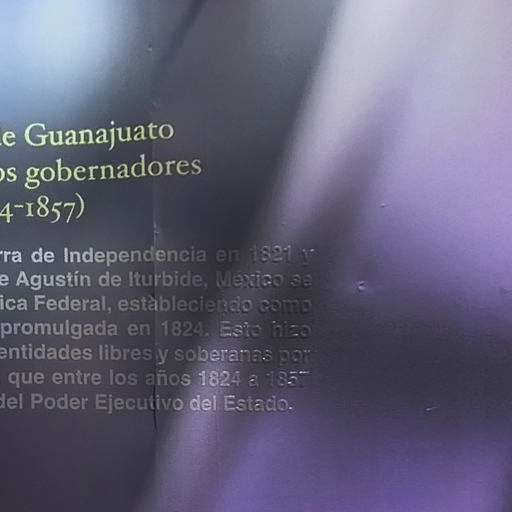 de Guanajuato
os gobernadores
4-1857)
rra de Independencia en 1821 y
e Agustín de Iturbide, México se
ica Federal, estableciendo como
promulgada en 1824. Esto hizo
entidades libres y soberanas por
que entre los años 1824 a 1857
del Poder Ejecutivo del Estado.